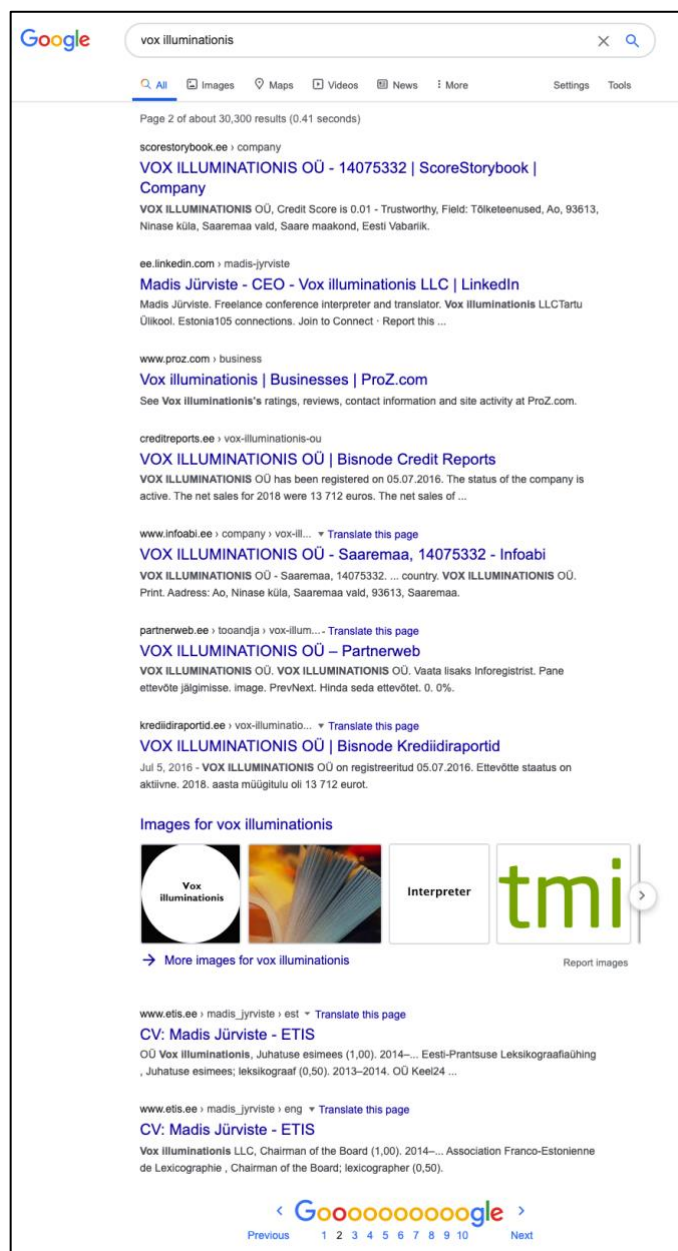 Google
vox illuminationis
All Images Maps Videos News More Settings Tools
Page 2 of about 30,300 results (0.41 seconds)
scorestorybook.ee › company
VOX ILLUMINATIONIS OÜ - 14075332 | ScoreStorybook |
Company
VOX ILLUMINATIONIS OÜ, Credit Score is 0.01 - Trustworthy, Field: Tõlketeenused, Ao, 93613,
Ninase küla, Saaremaa vald, Saare maakond, Eesti Vabariik.
ee.linkedin.com › madis-jyrviste
Madis Jürviste - CEO - Vox illuminationis LLC | LinkedIn
Madis Jürviste. Freelance conference interpreter and translator. Vox illuminationis LLCTartu
Ülikool. Estonia105 connections. Join to Connect · Report this ...
www.proz.com › business
Vox illuminationis | Businesses | ProZ.com
See Vox illuminationis's ratings, reviews, contact information and site activity at ProZ.com.
creditreports.ee › vox-illuminationis-ou
VOX ILLUMINATIONIS OÜ | Bisnode Credit Reports
VOX ILLUMINATIONIS OÜ has been registered on 05.07.2016. The status of the company is
active. The net sales for 2018 were 13 712 euros. The net sales of ...
www.infoabi.ee › company › vox-ill... ▾ Translate this page
VOX ILLUMINATIONIS OÜ - Saaremaa, 14075332 - Infoabi
VOX ILLUMINATIONIS OÜ - Saaremaa, 14075332. ... country. VOX ILLUMINATIONIS OÜ.
Print. Aadress: Ao, Ninase küla, Saaremaa vald, 93613, Saaremaa.
partnerweb.ee › tooandja › vox-illum... - Translate this page
VOX ILLUMINATIONIS OÜ – Partnerweb
VOX ILLUMINATIONIS OÜ. VOX ILLUMINATIONIS OÜ. Vaata lisaks Inforegistrist. Pane
ettevõte jälgimisse. image. PrevNext. Hinda seda ettevõtet. 0. 0%.
krediidiraportid.ee › vox-illuminatio... ▾ Translate this page
VOX ILLUMINATIONIS OÜ | Bisnode Krediidiraportid
Jul 5, 2016 - VOX ILLUMINATIONIS OÜ on registreeritud 05.07.2016. Ettevõtte staatus on
aktiivne. 2018. aasta müügitulu oli 13 712 eurot.
Images for vox illuminationis
Vox
illuminationis
Interpreter
tmi
More images for vox illuminationis
Report images
www.etis.ee › madis_jyrviste › est ▾ Translate this page
CV: Madis Jürviste - ETIS
OÜ Vox illuminationis, Juhatuse esimees (1,00). 2014–... Eesti-Prantsuse Leksikograafiaühing
, Juhatuse esimees; leksikograaf (0,50). 2013–2014. OÜ Keel24 ...
www.etis.ee › madis_jyrviste › eng ▾ Translate this page
CV: Madis Jürviste - ETIS
Vox illuminationis LLC, Chairman of the Board (1,00). 2014–... Association Franco-Estonienne
de Lexicographie , Chairman of the Board; lexicographer (0,50).
Goooooooooogle
Previous 1 2 3 4 5 6 7 8 9 10 Next